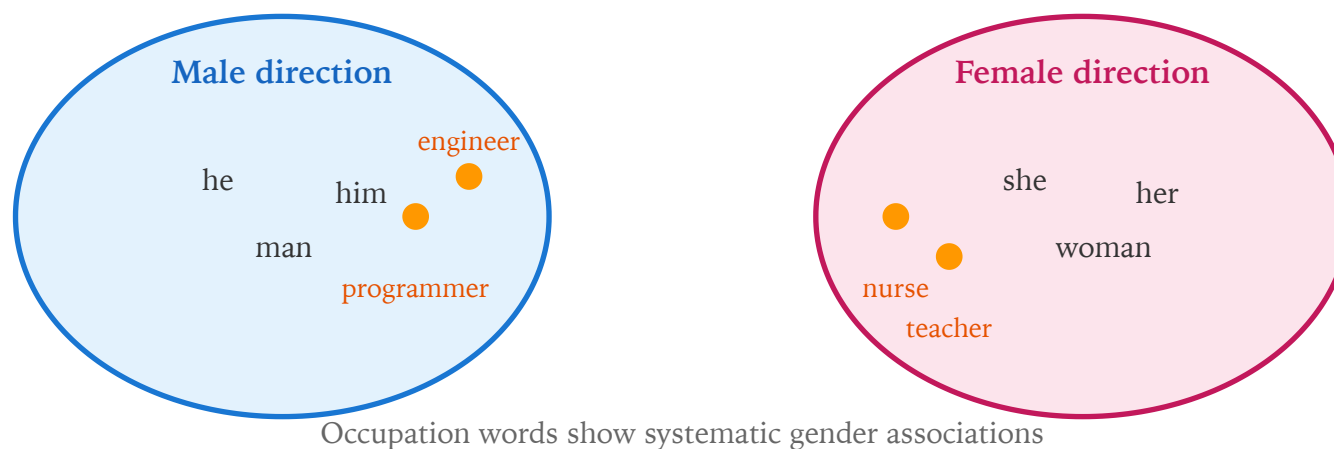 Male direction
engineer
he
him
man
programmer
Female direction
she
her
woman
nurse
teacher
Occupation words show systematic gender associations